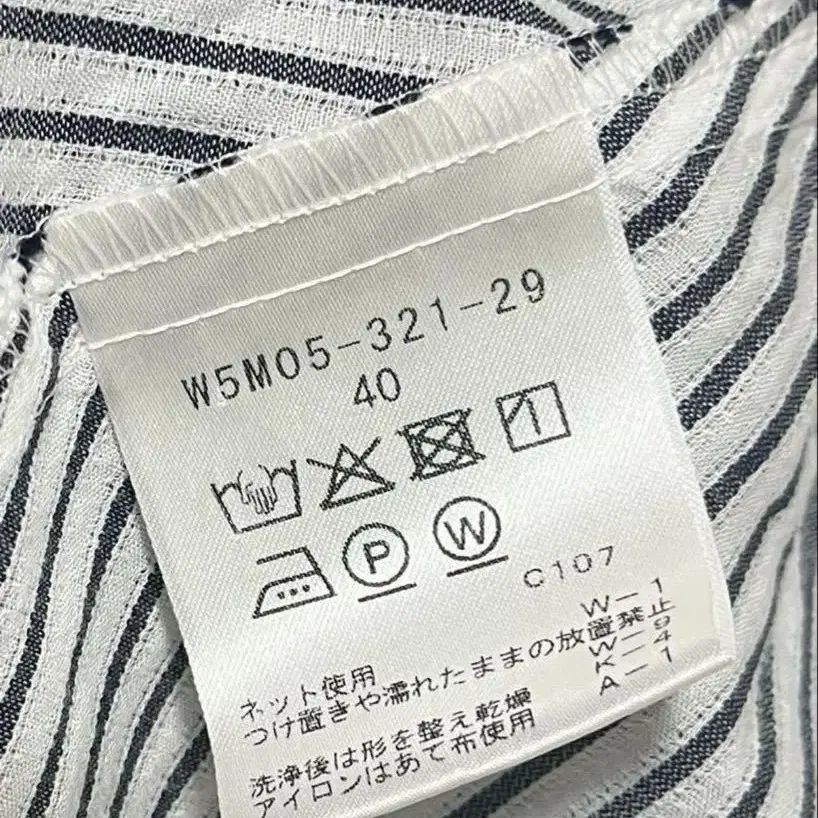 W5M05-321-29
40
P W
C107
W-1
W-9
K-4
A-1
ネット使用
つけ置きや濡れたままの放置禁止
洗浄後は形を整え乾燥
アイロンはあて布使用